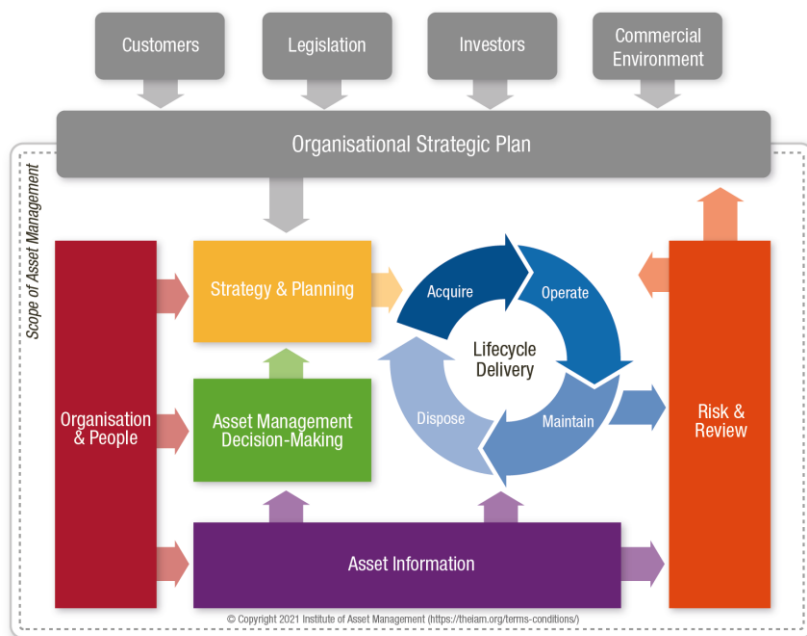 Customers
Legislation
Investors
Commercial
Environment
Organisational Strategic Plan
Scope of Asset Management
Strategy & Planning
Acquire
Operate
Lifecycle
Delivery
Organisation
& People
Asset Management
Decision-Making
Dispose
Maintain
Risk &
Review
Asset Information
© Copyright 2021 Institute of Asset Management (https://theiam.org/terms-conditions/)